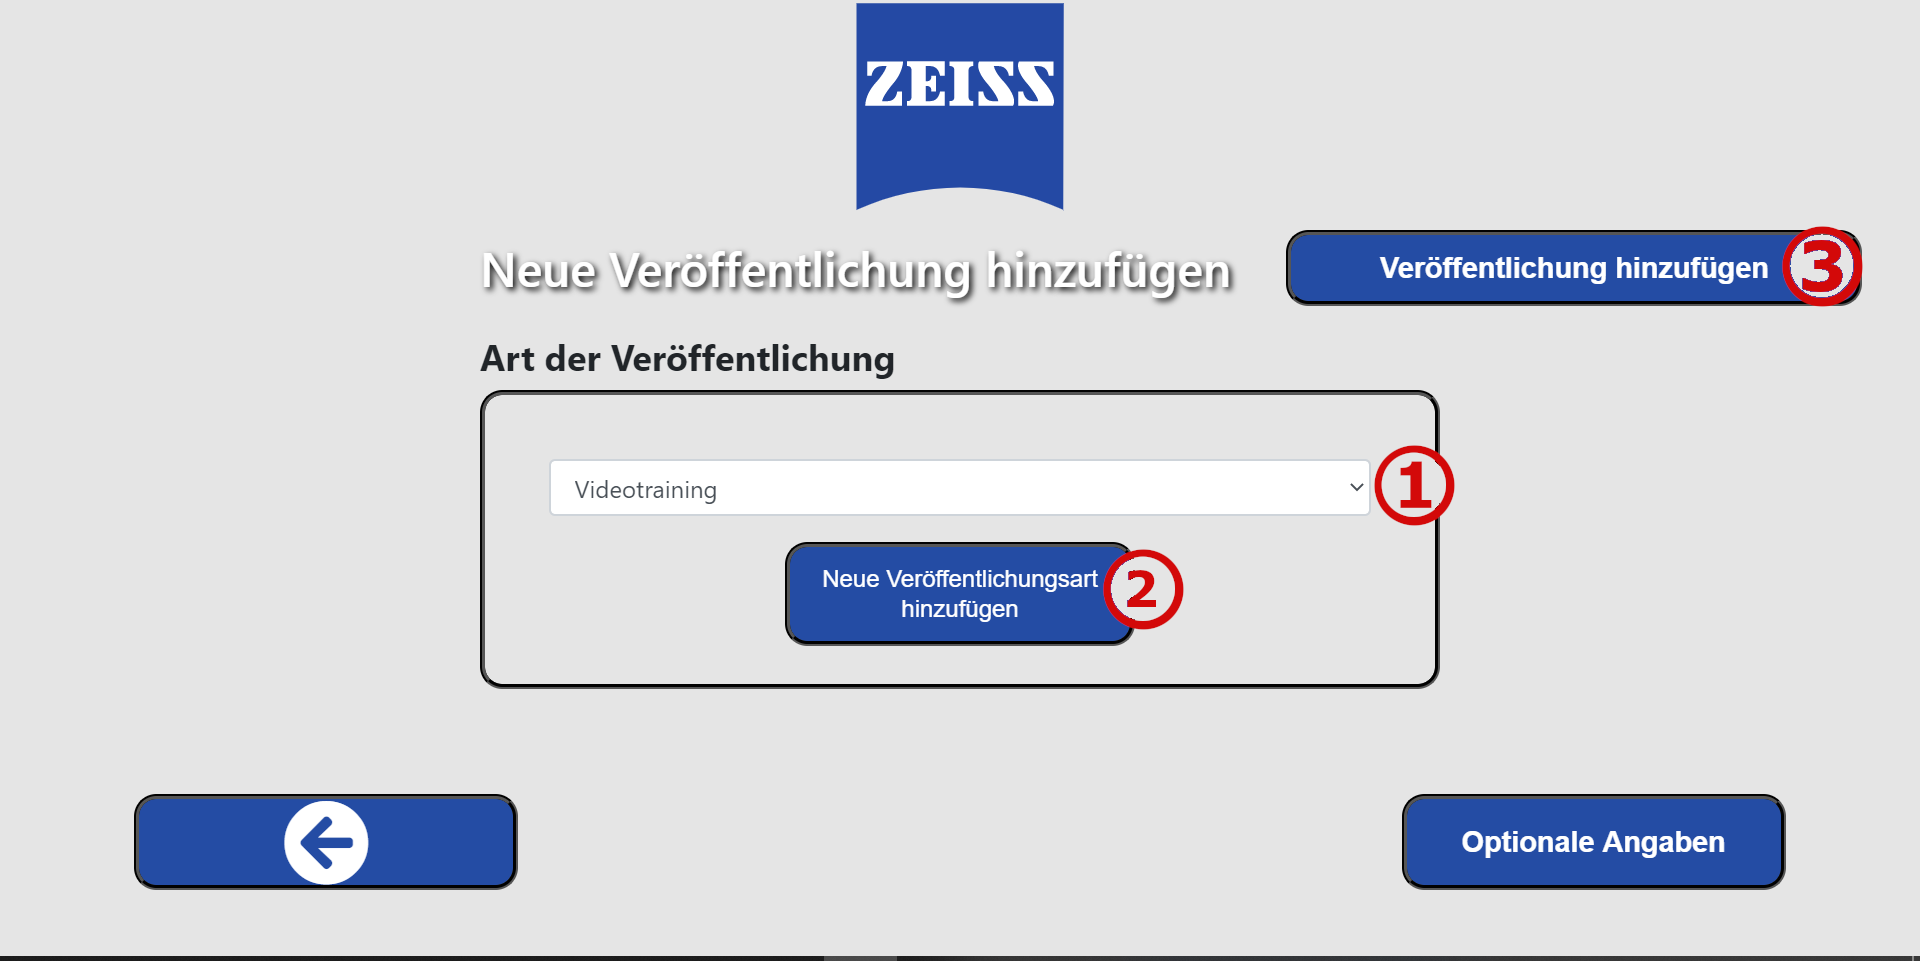 ZEISS
Neue Veröffentlichung hinzufügen
Veröffentlichung hinzufügen
3
Art der Veröffentlichung
Videotraining
1
Neue Veröffentlichungsart
hinzufügen
2
Optionale Angaben